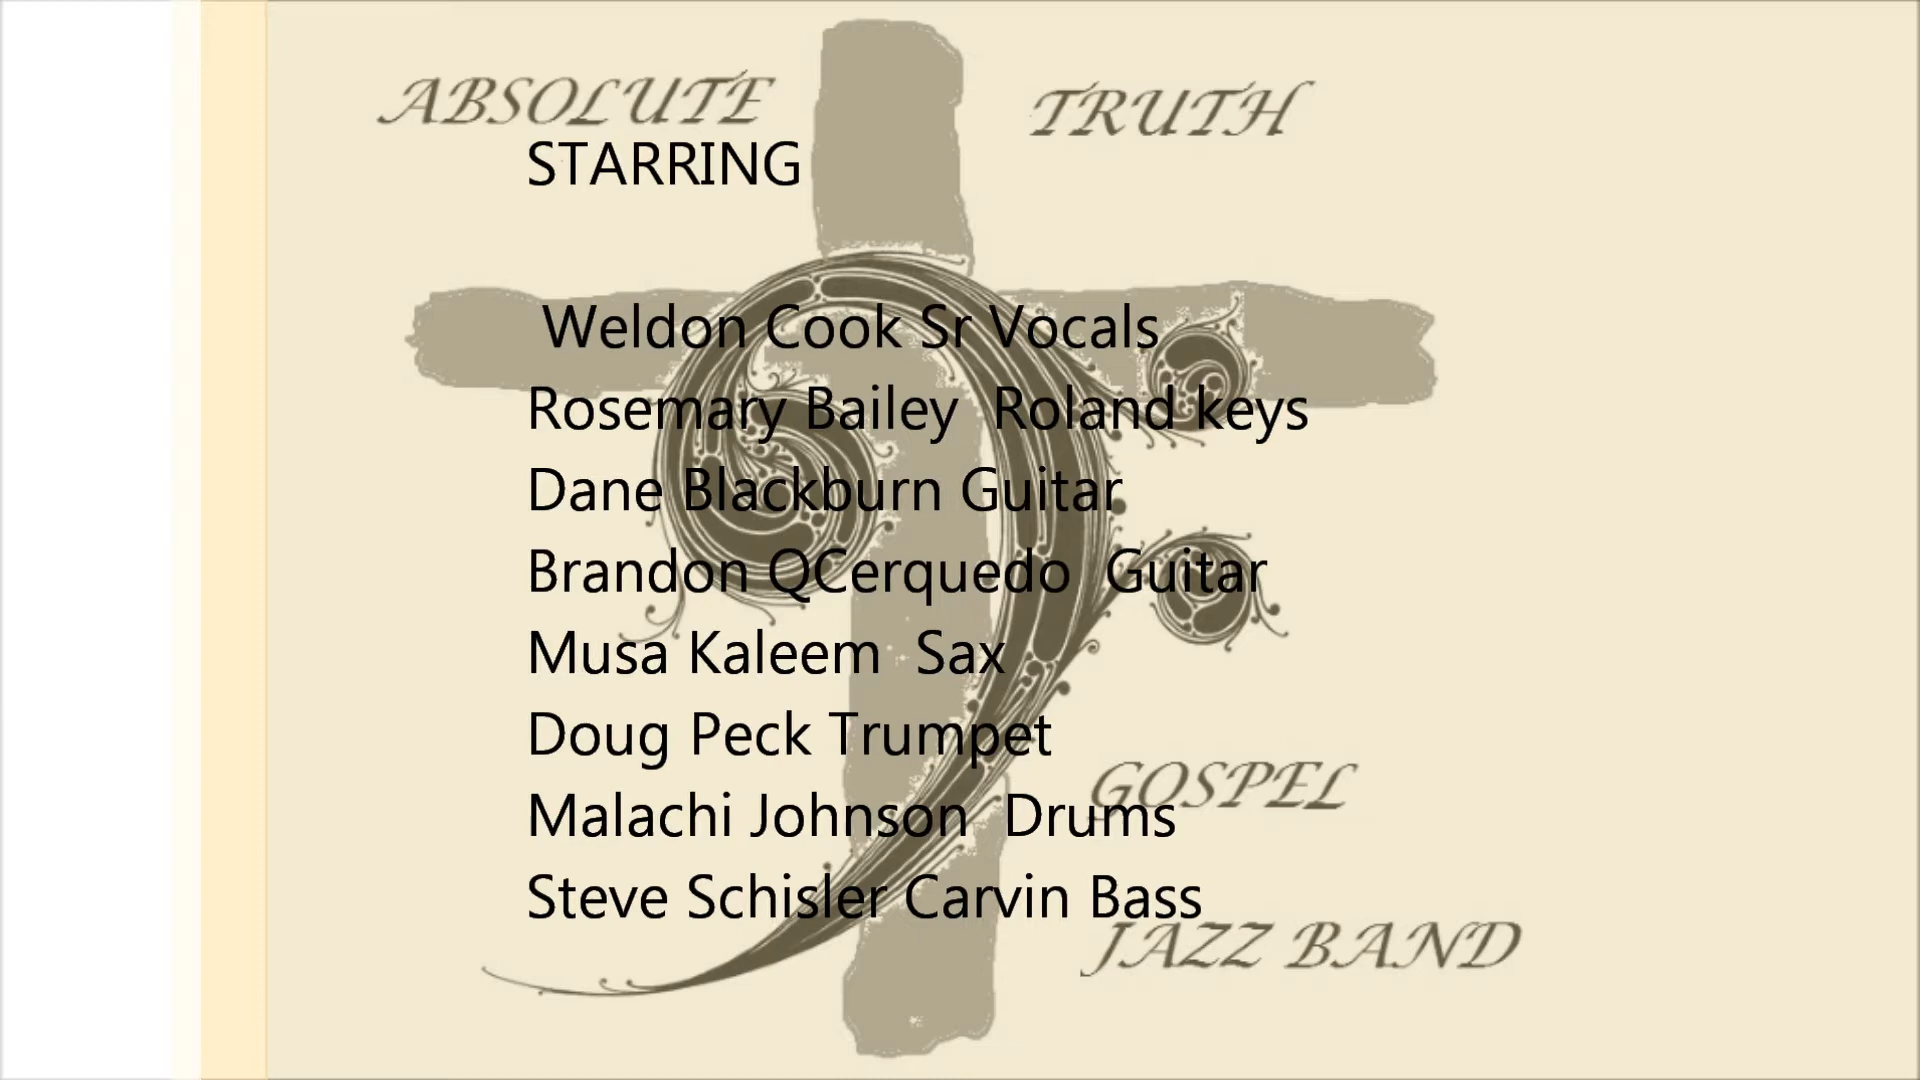 ABSOLUTE TRUTH
STARRING
Weldon Cook Sr Vocals
Rosemary Bailey  Roland keys
Dane Blackburn Guitar
Brandon QCerquedo  Guitar
Musa Kaleem  Sax
Doug Peck Trumpet
GOSPEL
Malachi Johnson  Drums
Steve Schisler Carvin Bass
JAZZ BAND